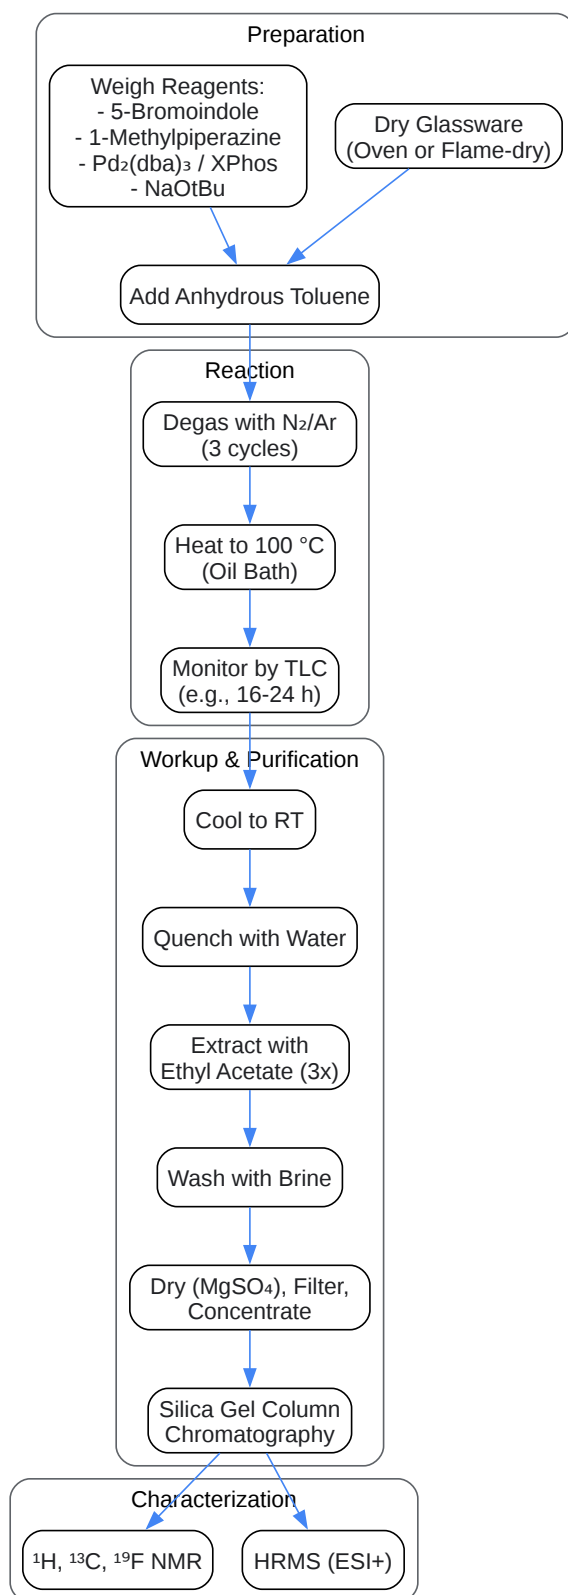 Preparation
Weigh Reagents:
- 5-Bromoindole
- 1-Methylpiperazine
- Pd₂(dba)₃ / XPhos
- NaOtBu
Dry Glassware
(Oven or Flame-dry)
Add Anhydrous Toluene
Reaction
Degas with N₂/Ar
(3 cycles)
Heat to 100 °C
(Oil Bath)
Monitor by TLC
(e.g., 16-24 h)
Workup & Purification
Cool to RT
Quench with Water
Extract with
Ethyl Acetate (3x)
Wash with Brine
Dry (MgSO₄), Filter,
Concentrate
Silica Gel Column
Chromatography
Characterization
¹H, ¹³C, ¹⁹F NMR
HRMS (ESI+)